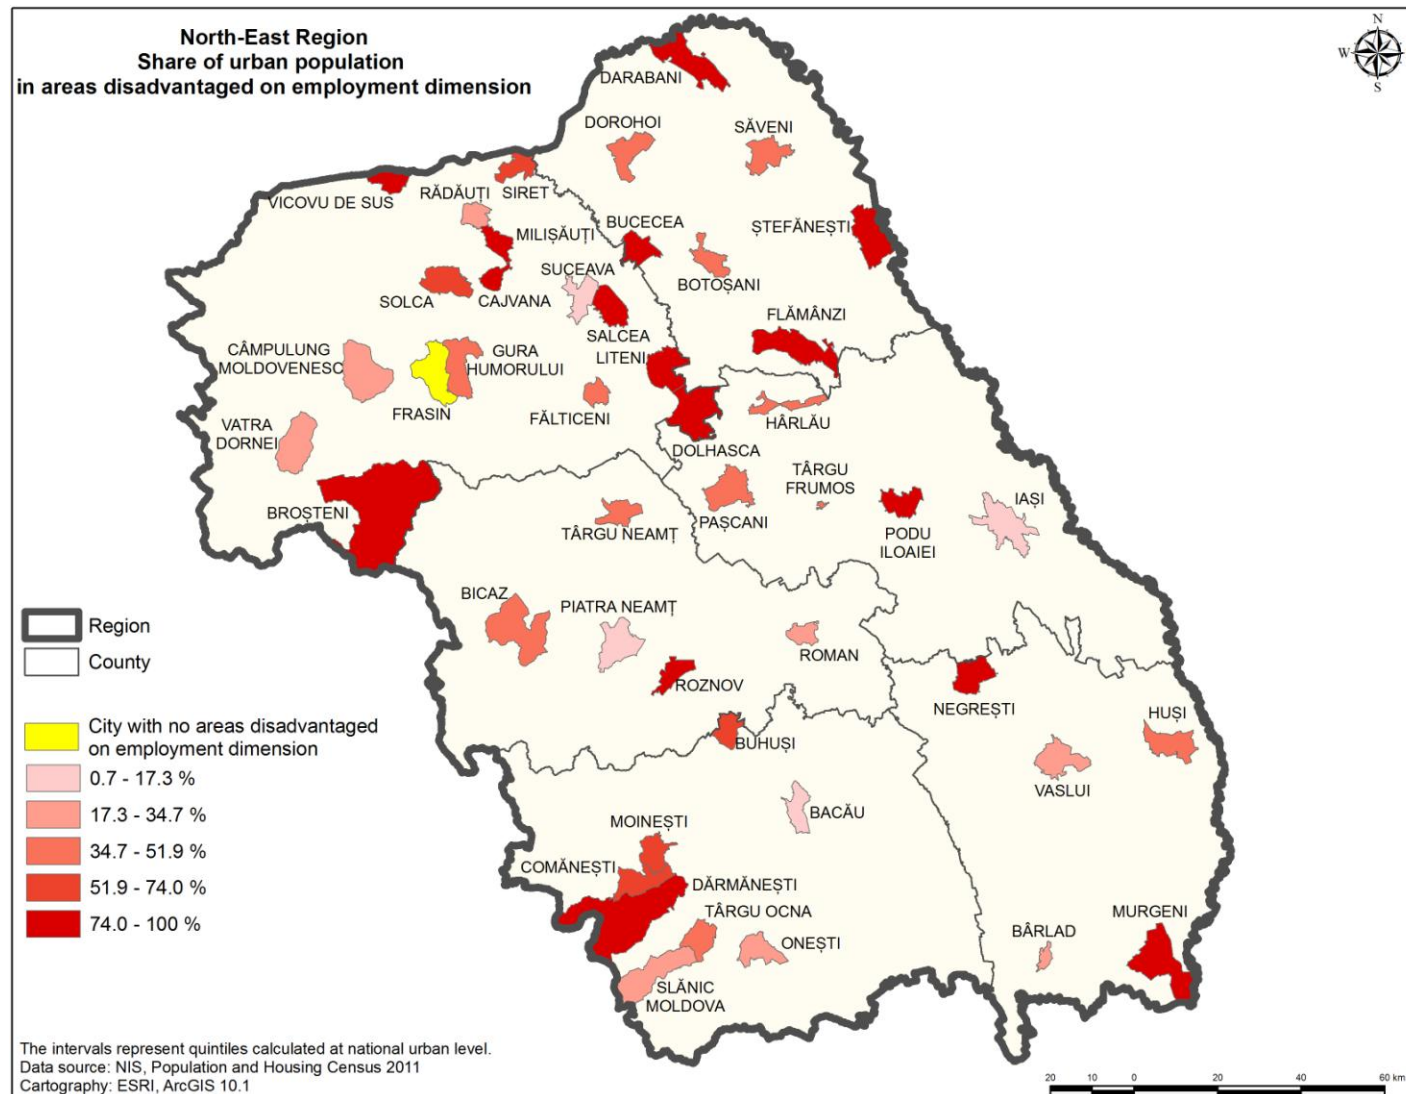 North-East Region
Share of urban population
in areas disadvantaged on employment dimension
N
W
S
DARABANI
DOROHOI
SĂVENI
VICOVU DE SUS
RĂDĂUȚI
SIRET
BUCECEA
ȘTEFĂNEȘTI
MILIȘĂUȚI
SUCEAVA
BOTOȘANI
SOLCA
CAJVANA
SALCEA
FLĂMÂNZI
LITENI
CÂMPULUNG
MOLDOVENESC
GURA
HUMORULUI
FRASIN
FĂLTICENI
HÂRLĂU
VATRA
DORNEI
DOLHASCA
TÂRGU
FRUMOS
IAȘI
BROȘTENI
TÂRGU NEAMȚ
PAȘCANI
PODU
ILOAIEI
BICAZ
PIATRA NEAMȚ
ROMAN
ROZNOV
NEGREȘTI
HUȘI
BUHUȘI
VASLUI
BACĂU
MOINEȘTI
COMĂNEȘTI
DĂRMĂNEȘTI
TÂRGU OCNA
MURGENI
BÂRLAD
ONEȘTI
SLĂNIC
MOLDOVA
Region
County
City with no areas disadvantaged
on employment dimension
0.7 - 17.3 %
17.3 - 34.7 %
34.7 - 51.9 %
51.9 - 74.0 %
74.0 - 100 %
The intervals represent quintiles calculated at national urban level.
Data source: NIS, Population and Housing Census 2011
Cartography: ESRI, ArcGIS 10.1
20 10 0 20 40 60 km